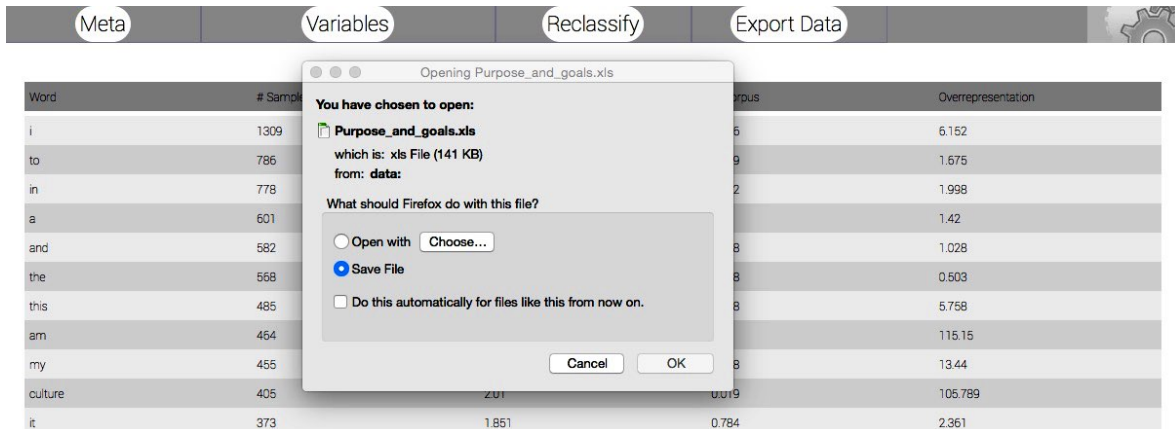 Meta Variables Reclassify Export Data
Opening Purpose_and_goals.xls
You have chosen to open:
Purpose_and_goals.xls
which is: xls File (141 KB)
from: data:
What should Firefox do with this file?
Open with Choose...
Save File
Do this automatically for files like this from now on.
Cancel OK
Word # Sample Overrepresentation
i 1309 6.152
to 786 1.675
in 778 1.998
a 601 1.42
and 582 1.028
the 568 0.503
this 485 5.758
am 464 115.15
my 455 13.44
culture 405 2.01 0.019 105.789
it 373 1.851 0.784 2.361